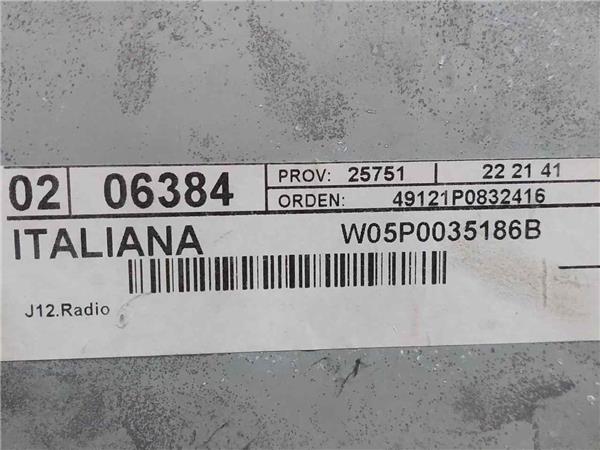 02 06384 PROV: 25751 22 21 41
ORDEN: 49121P0832416
ITALIANA W05P0035186B
J12.Radio